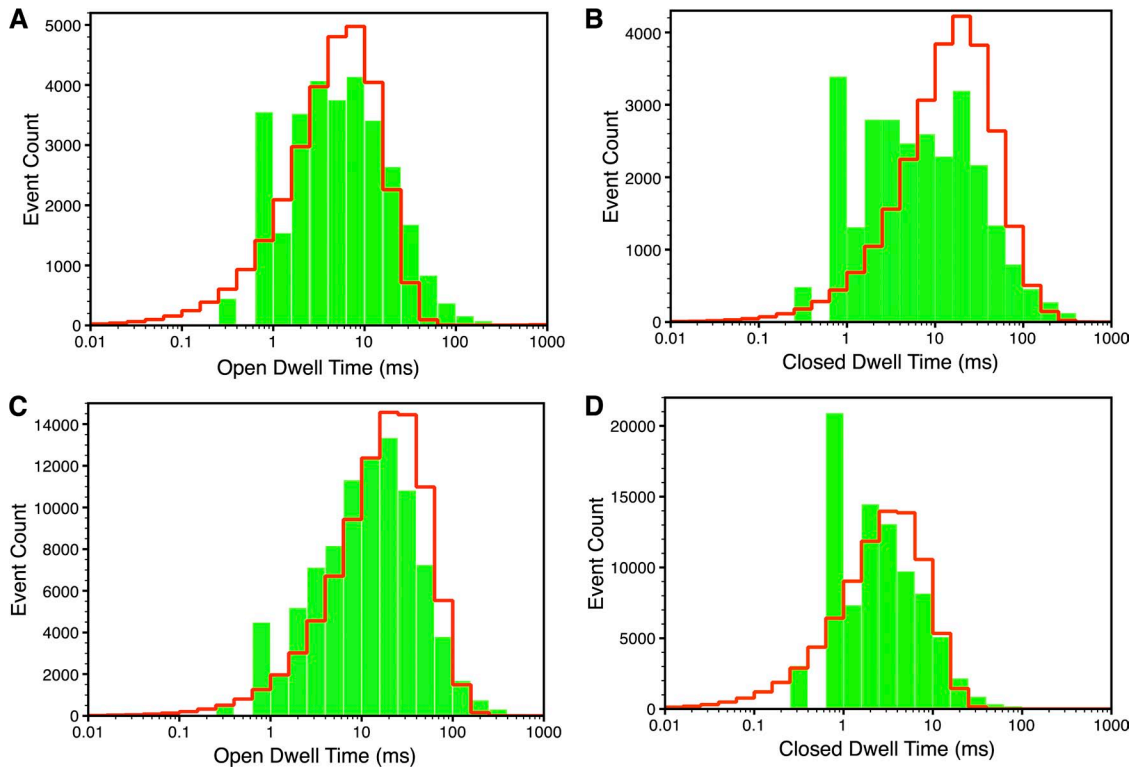 A
5000
4000
3000
2000
1000
0
Event Count
0.01 0.1 1 10 100 1000
Open Dwell Time (ms)
B
4000
3000
2000
1000
0
Event Count
0.01 0.1 1 10 100 1000
Closed Dwell Time (ms)
C
14000
12000
10000
8000
6000
4000
2000
0
Event Count
0.01 0.1 1 10 100 1000
Open Dwell Time (ms)
D
20000
15000
10000
5000
0
Event Count
0.01 0.1 1 10 100 1000
Closed Dwell Time (ms)